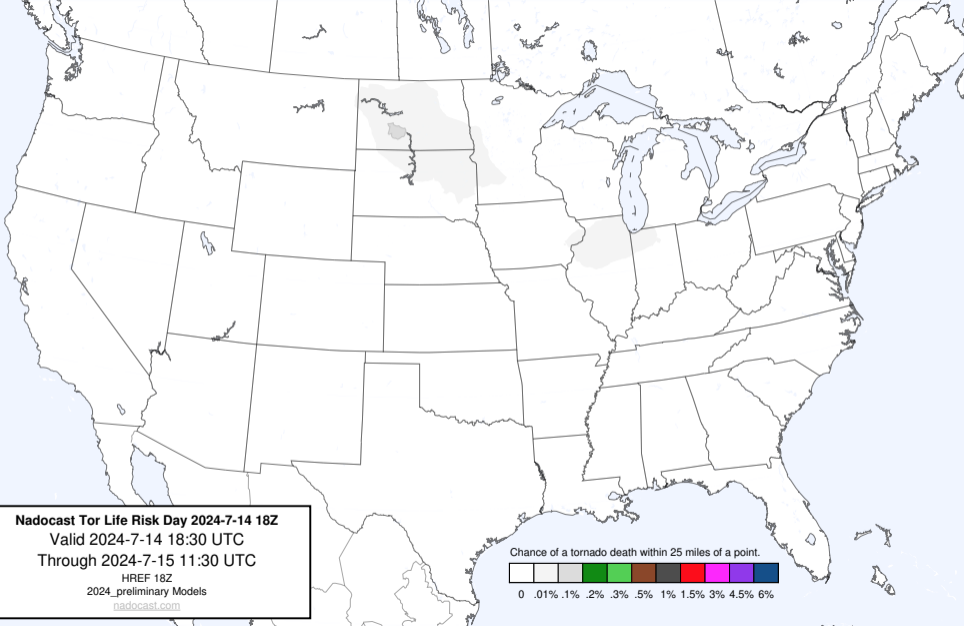 Nadocast Tor Life Risk Day 2024-7-14 18Z
Valid 2024-7-14 18:30 UTC
Through 2024-7-15 11:30 UTC
HREF 18Z
2024_preliminary Models
nadocast.com
Chance of a tornado death within 25 miles of a point.
0 .01% .1% .2% .3% .5% 1% 1.5% 3% 4.5% 6%